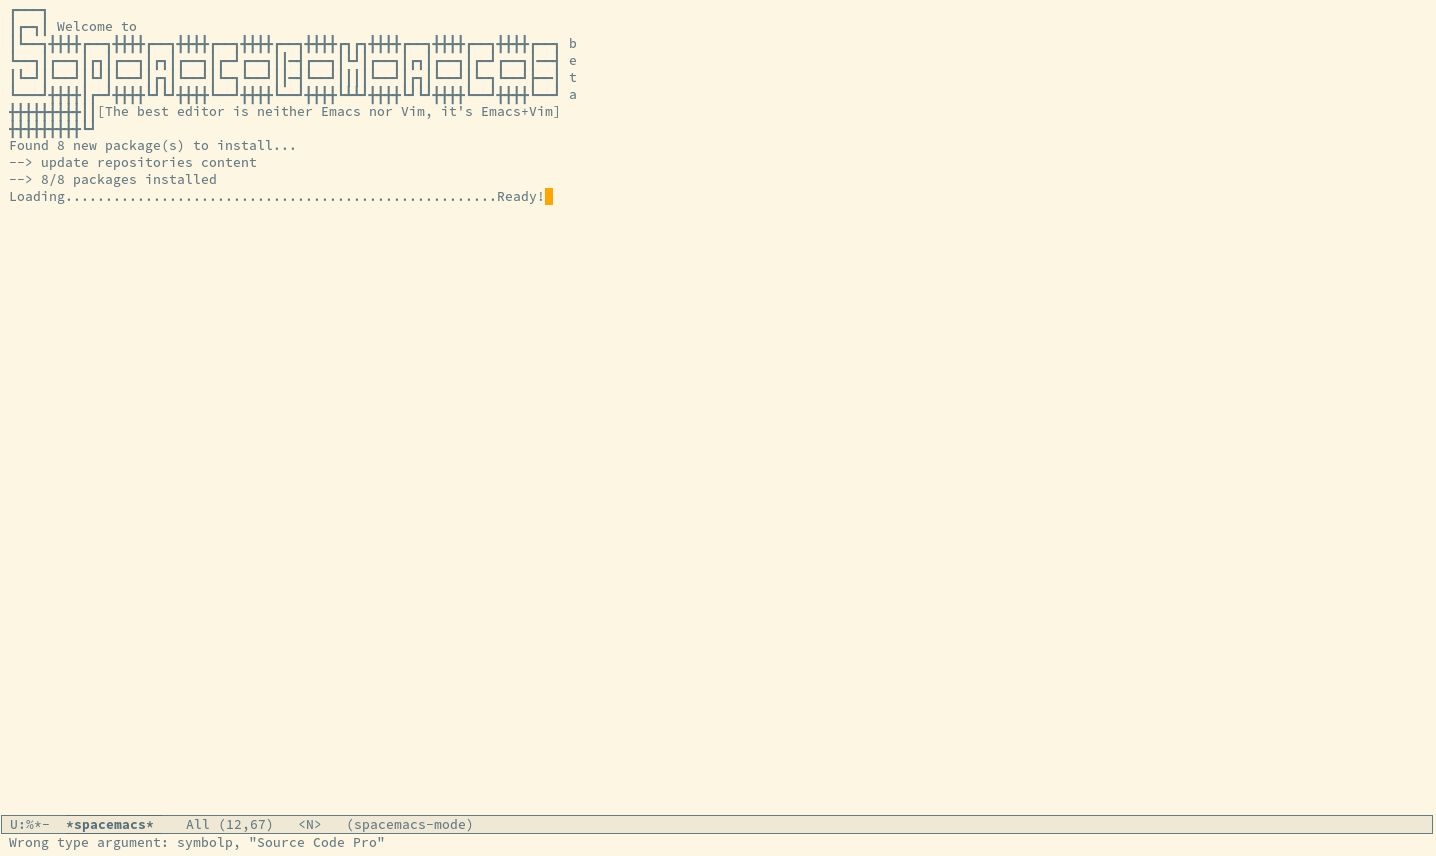 Welcome to
b
e
t
a
[The best editor is neither Emacs nor Vim, it's Emacs+Vim]
Found 8 new package(s) to install...
--> update repositories content
--> 8/8 packages installed
Loading......................................................Ready!
U:%*-  *spacemacs*    All (12,67)   <N>   (spacemacs-mode)
Wrong type argument: symbolp, "Source Code Pro"